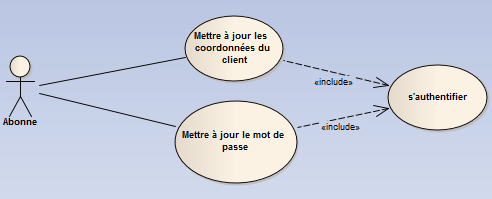 Mettre à jour les
coordonnées du
client
«include»
s'authentifier
Abonne
«include»
Mettre à jour le mot de
passe